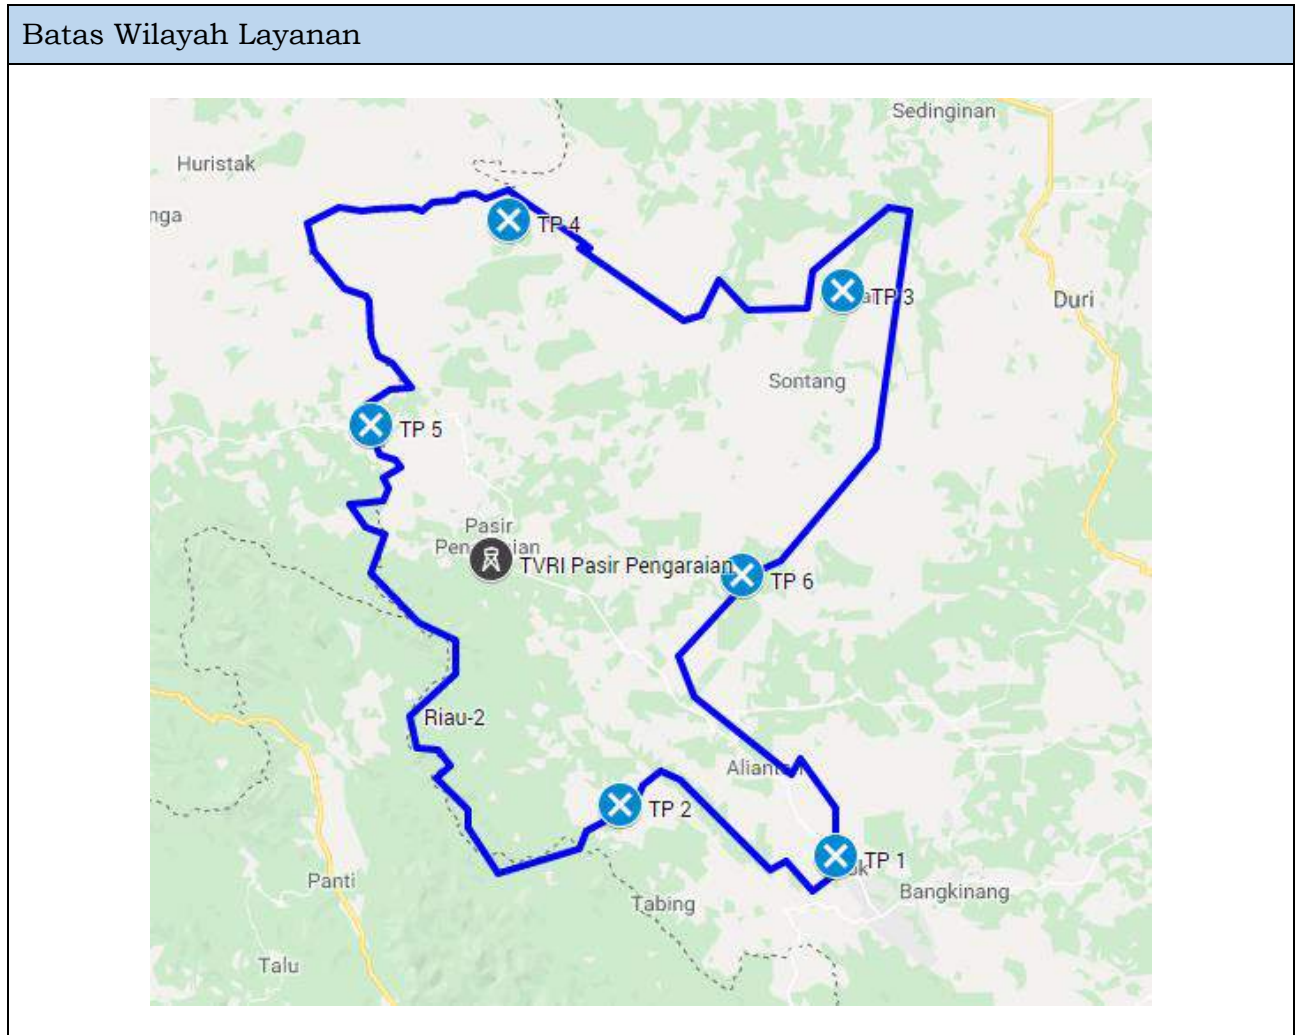 Batas Wilayah Layanan
Sedinginan
Huristak
nga
TP 4
TP 3
Duri
Sontang
TP 5
Pasir
TVRI Pasir Pengaraian
TP 6
Riau-2
TP 2
TP 1
Panti
Bangkinang
Tabing
Talu